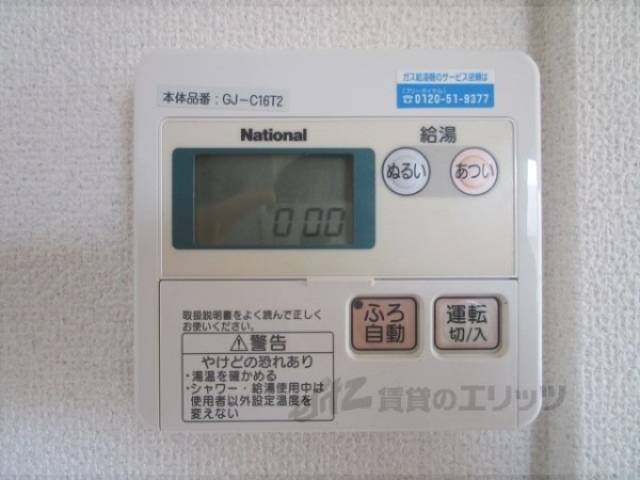 本体品番：GJ-C16T2
ガス給湯機のサービス依頼は
(フリーダイヤル)
☎0120-51-9377
National
給湯
ぬるい
あつい
0:00
取扱説明書をよく読んで正しく
お使いください。
⚠警告
やけどの恐れあり
・湯温を確かめる
・シャワー・給湯使用中は
使用者以外設定温度を
変えない
ふろ
自動
運転
切/入
賃貸のエリッツ